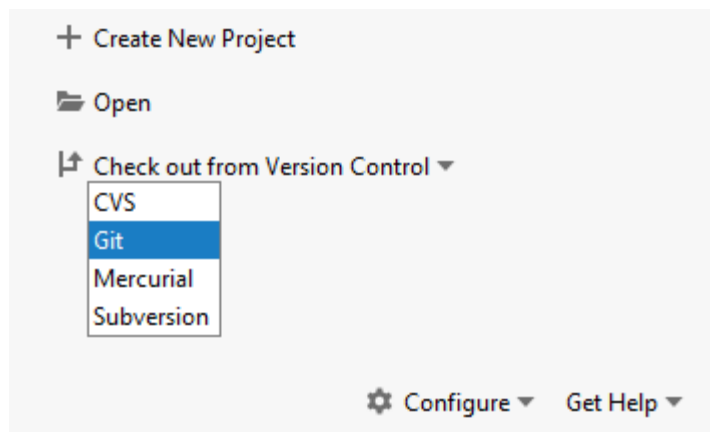 Create New Project
Open
Check out from Version Control
CVS
Git
Mercurial
Subversion
Configure Get Help